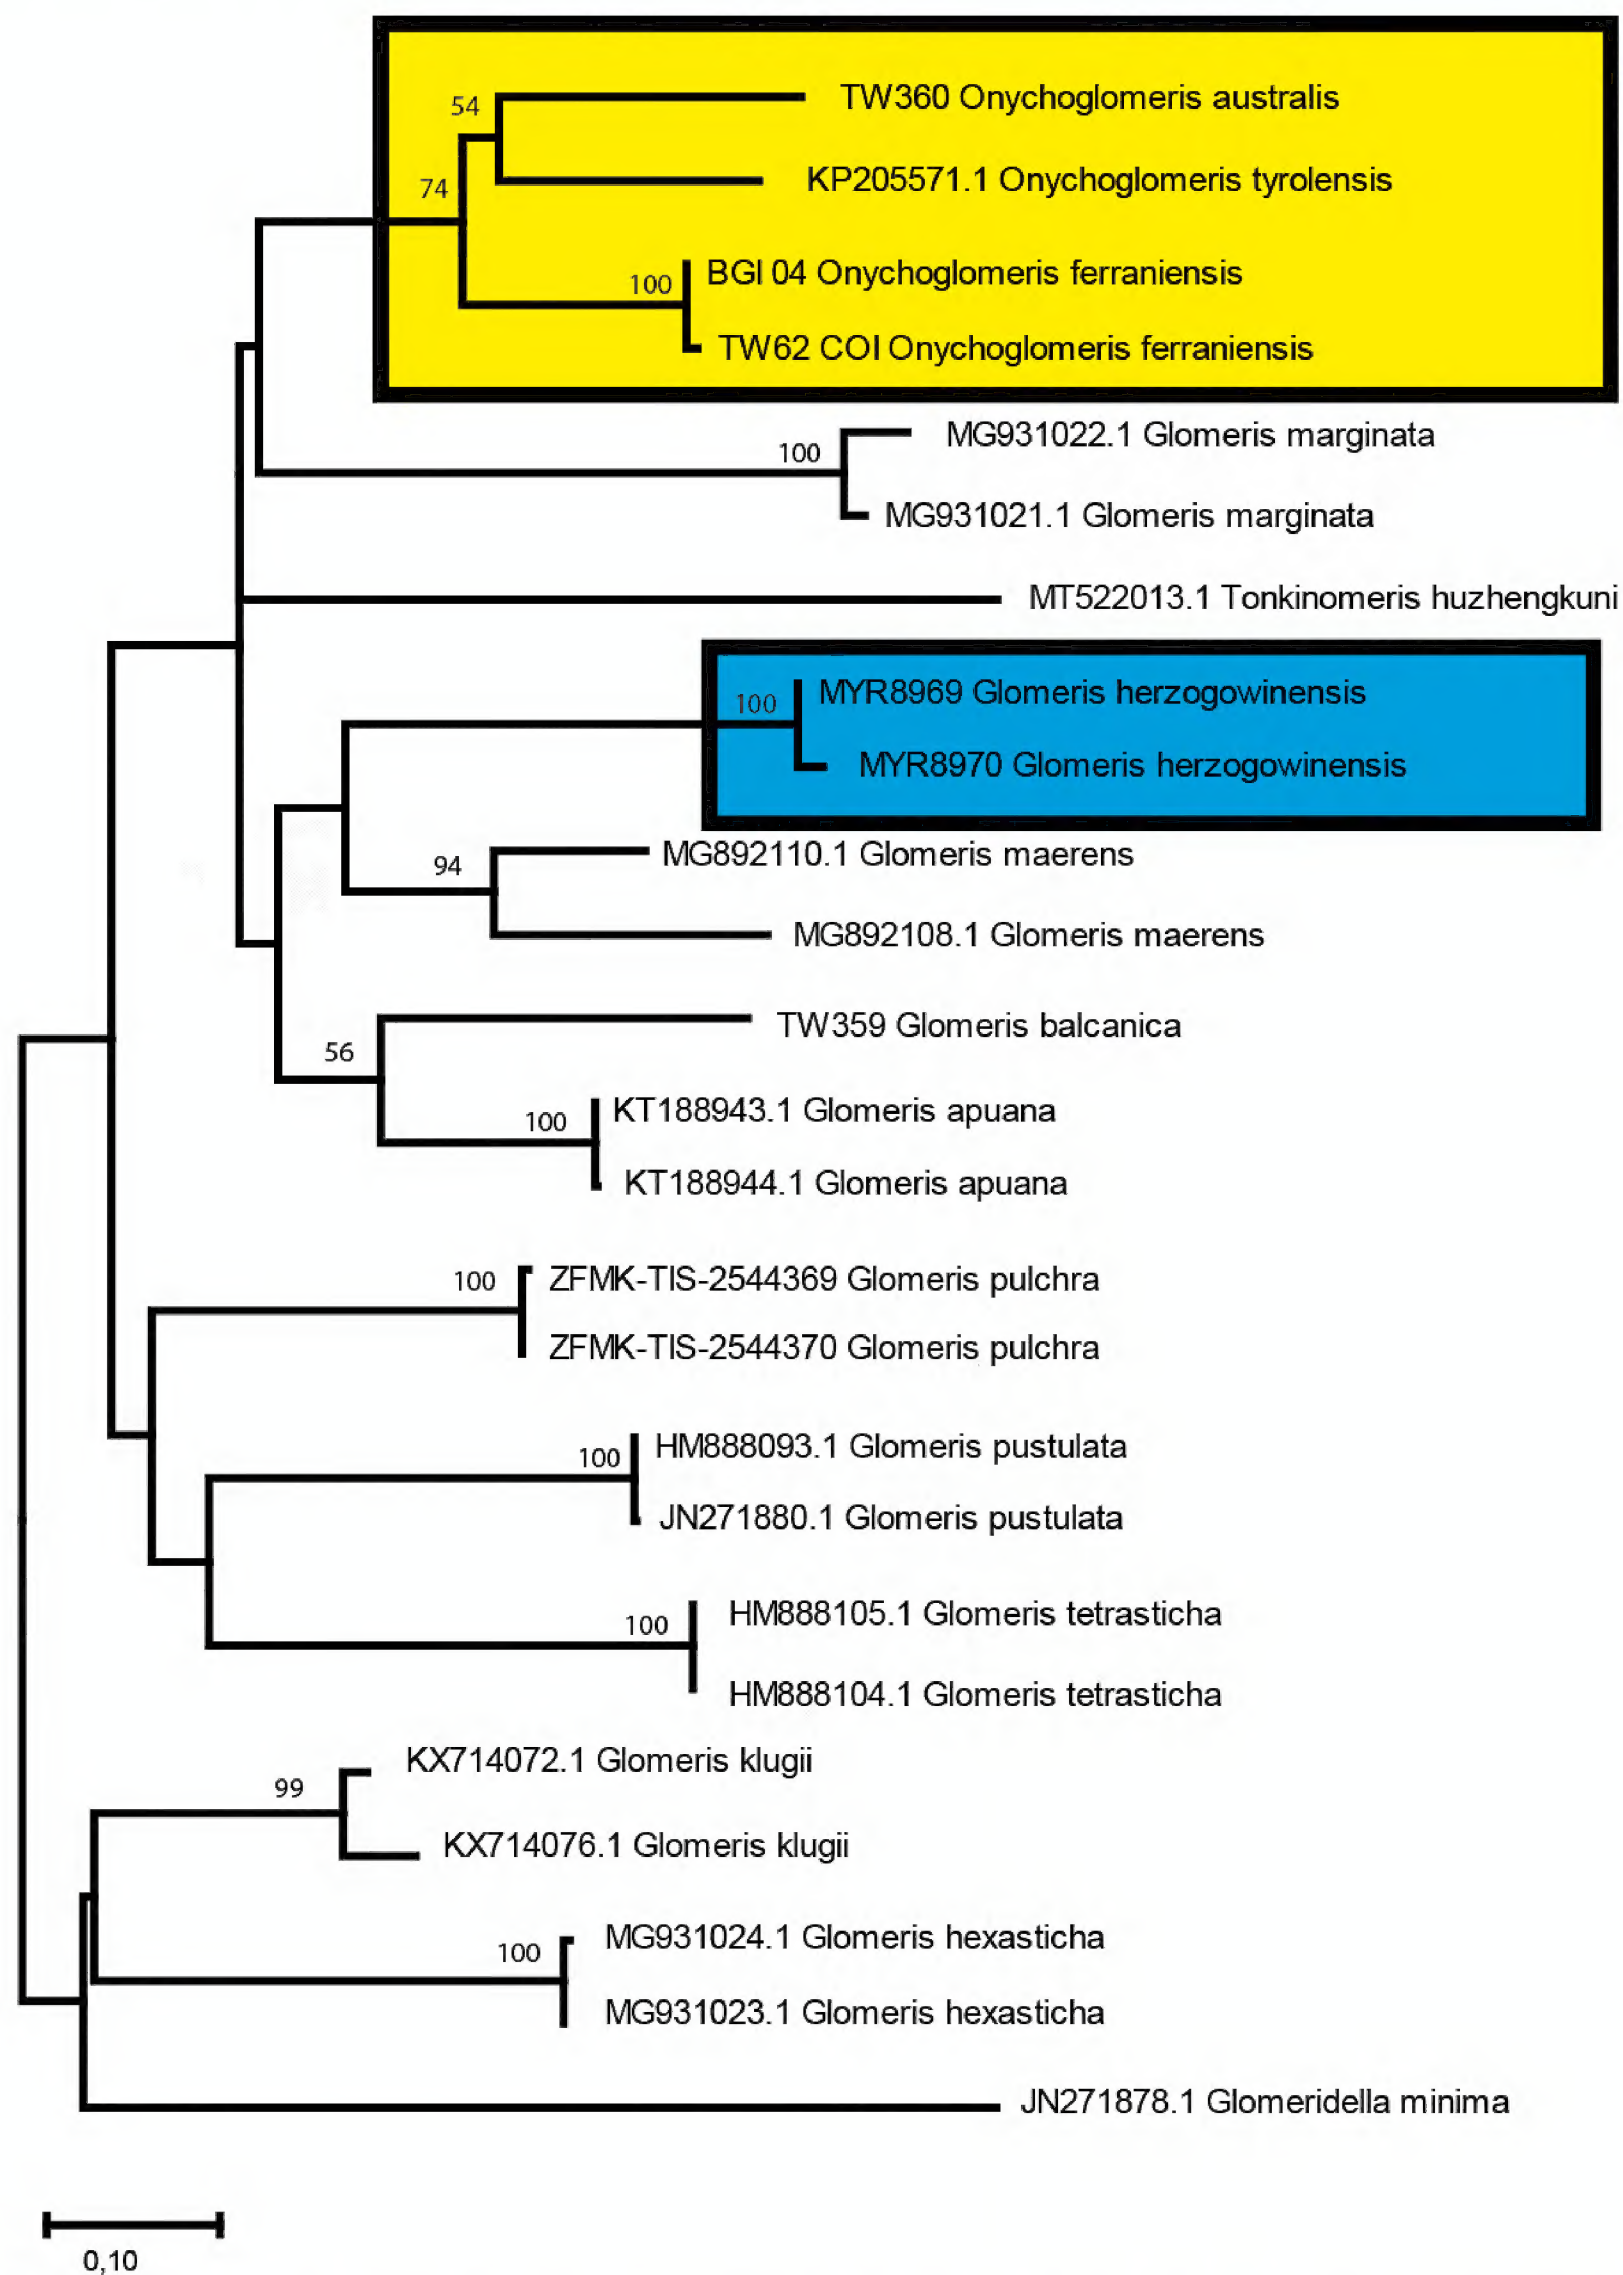 54
TW360 Onychoglomeris australis
74
KP205571.1 Onychoglomeris tyrolensis
100
BGI 04 Onychoglomeris ferraniensis
TW62 COI Onychoglomeris ferraniensis
100
MG931022.1 Glomeris marginata
MG931021.1 Glomeris marginata
MT522013.1 Tonkinomeris huzhengkuni
100
MYR8969 Glomeris herzogowinensis
MYR8970 Glomeris herzogowinensis
94
MG892110.1 Glomeris maerens
MG892108.1 Glomeris maerens
TW359 Glomeris balcanica
56
100
KT188943.1 Glomeris apuana
KT188944.1 Glomeris apuana
100
ZFMK-TIS-2544369 Glomeris pulchra
ZFMK-TIS-2544370 Glomeris pulchra
100
HM888093.1 Glomeris pustulata
JN271880.1 Glomeris pustulata
100
HM888105.1 Glomeris tetrasticha
HM888104.1 Glomeris tetrasticha
99
KX714072.1 Glomeris klugii
KX714076.1 Glomeris klugii
100
MG931024.1 Glomeris hexasticha
MG931023.1 Glomeris hexasticha
JN271878.1 Glomeridella minima
0,10